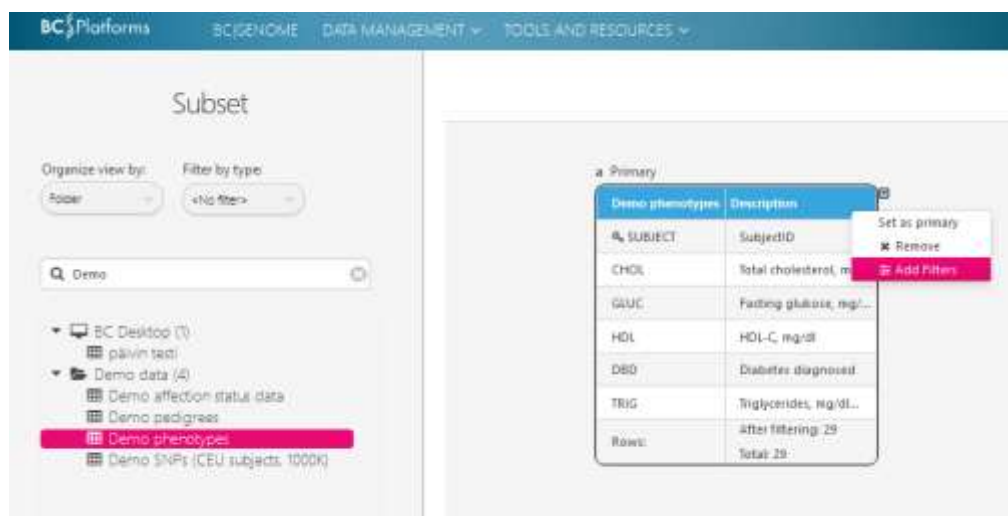 BC Platforms BC|GENOME DATA MANAGEMENT TOOLS AND RESOURCES
Subset
Organize view by: Filter by type:
Folder <No filter>
Demo
BC Desktop (1)
päivin testi
Demo data (4)
Demo affection status data
Demo pedigrees
Demo phenotypes
Demo SNPs (CEU subjects, 1000K)
a Primary
Demo phenotypes Description
SUBJECT SubjectID
CHOL Total cholesterol, m
GLUC Fasting glukose, mg/...
HDL HDL-C, mg/dl
DBD Diabetes diagnosed
TRIG Triglycerides, mg/dl...
Rows: After filtering: 29
Total: 29
Set as primary
Remove
Add Filters